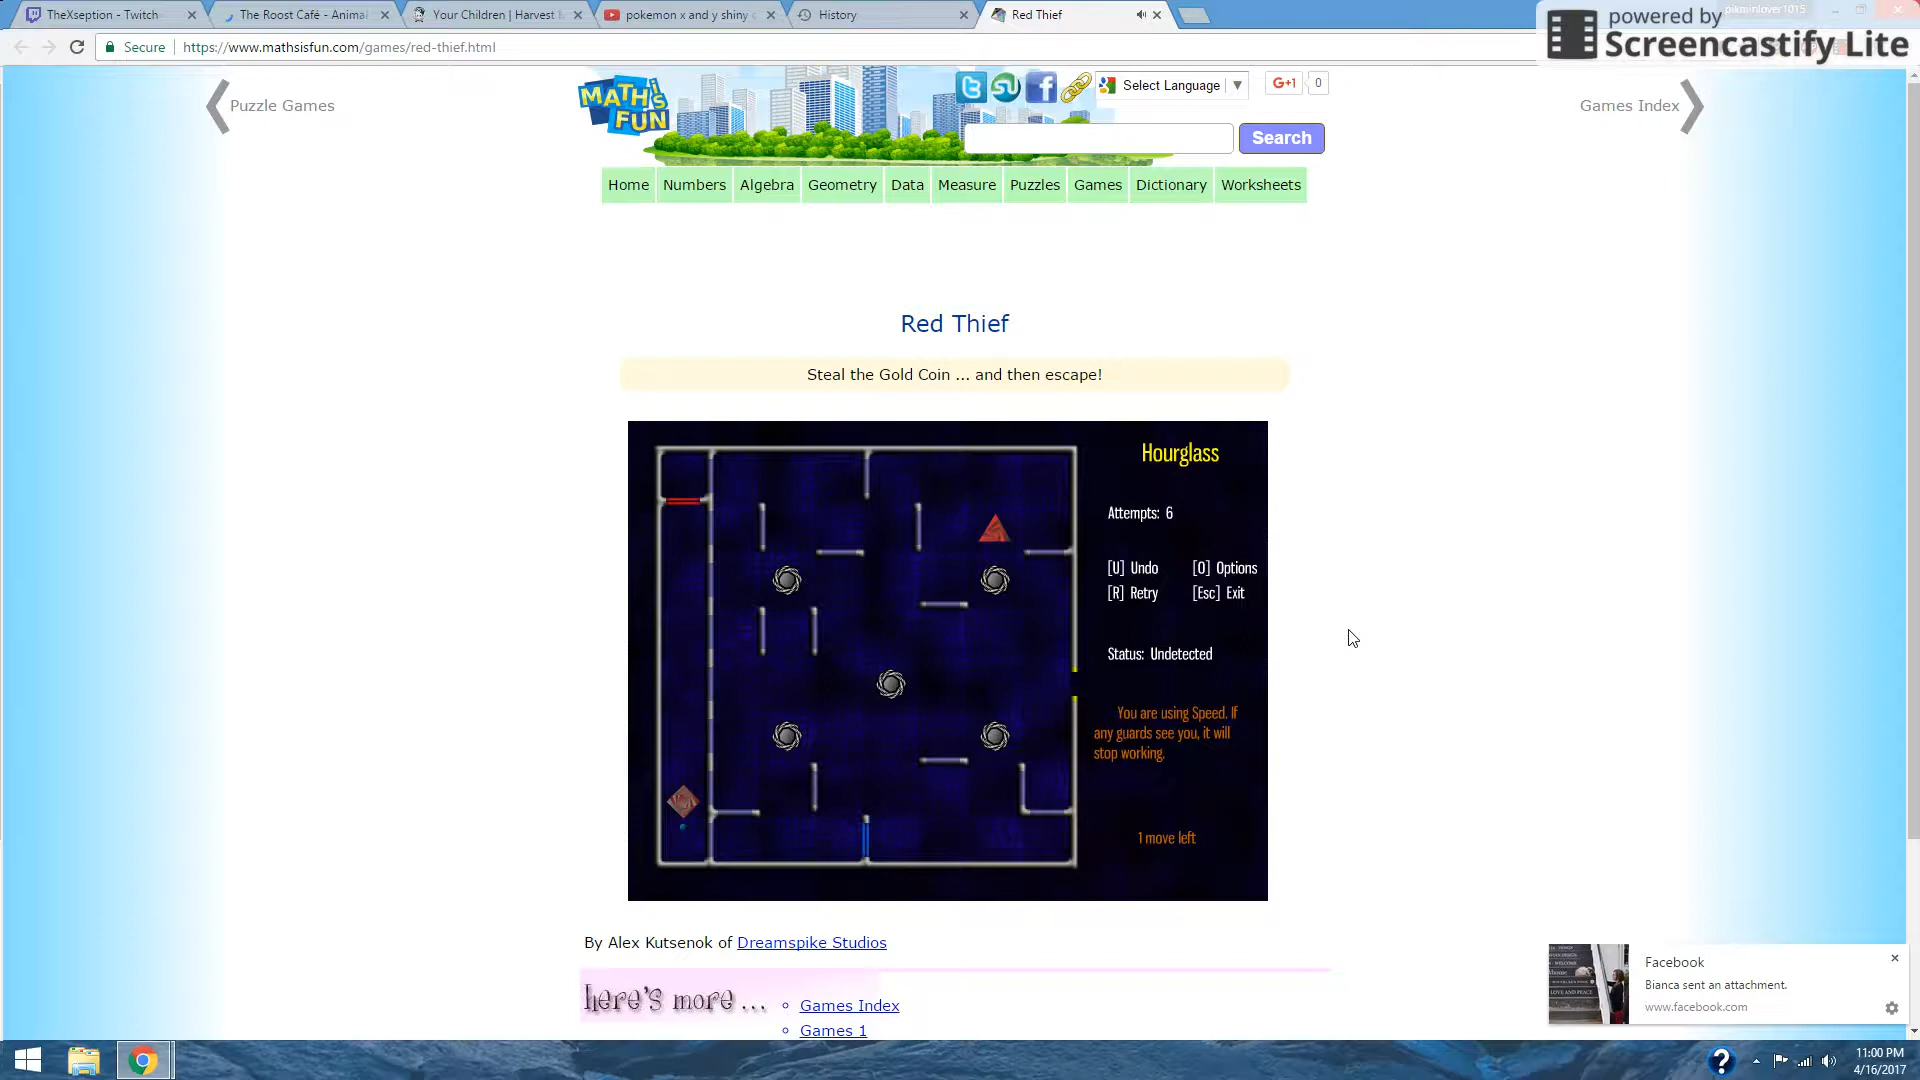 TheXseption - Twitch
The Roost Café - Animal
Your Children | Harvest
pokemon x and y shiny
History
Red Thief
pikminlover1015
Secure
https://www.mathsisfun.com/games/red-thief.html
powered by
Screencastify Lite
Puzzle Games
MATHS
FUN
Select Language
G+1
0
Games Index
Search
Home
Numbers
Algebra
Geometry
Data
Measure
Puzzles
Games
Dictionary
Worksheets
Red Thief
Steal the Gold Coin ... and then escape!
Hourglass
Attempts: 6
[U] Undo
[O] Options
[R] Retry
[Esc] Exit
Status: Undetected
You are using Speed. If
any guards see you, it will
stop working.
1 move left
By Alex Kutsenok of Dreamspike Studios
here's more ...
Games Index
Games 1
Facebook
Bianca sent an attachment.
www.facebook.com
11:00 PM
4/16/2017